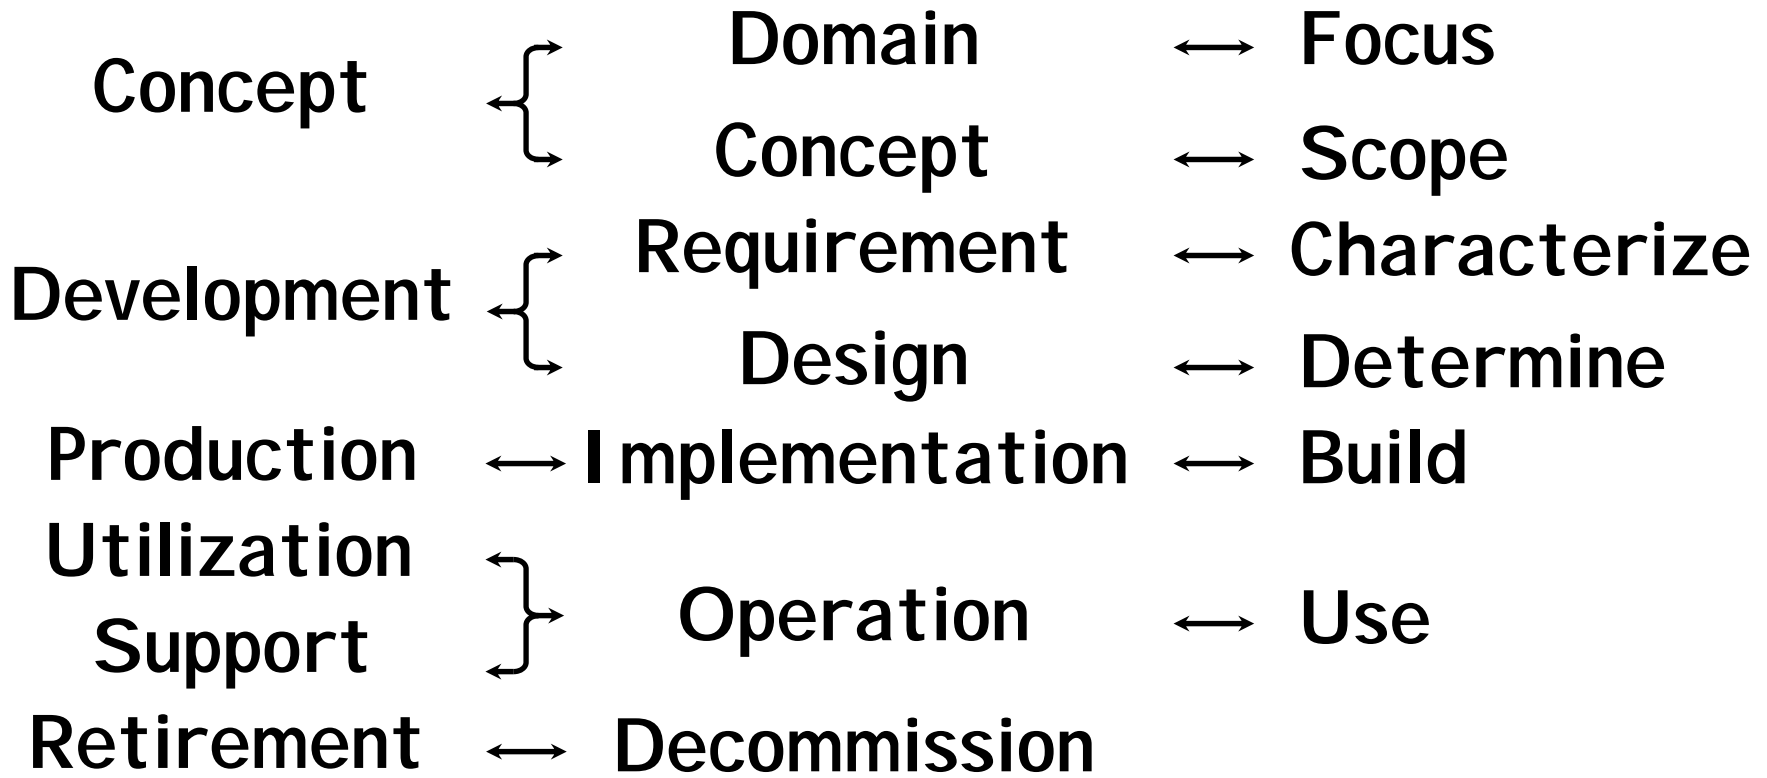 Domain Focus
Concept
Concept Scope
Requirement Characterize
Development
Design Determine
Production Implementation Build
Utilization
Operation Use
Support
Retirement Decommission